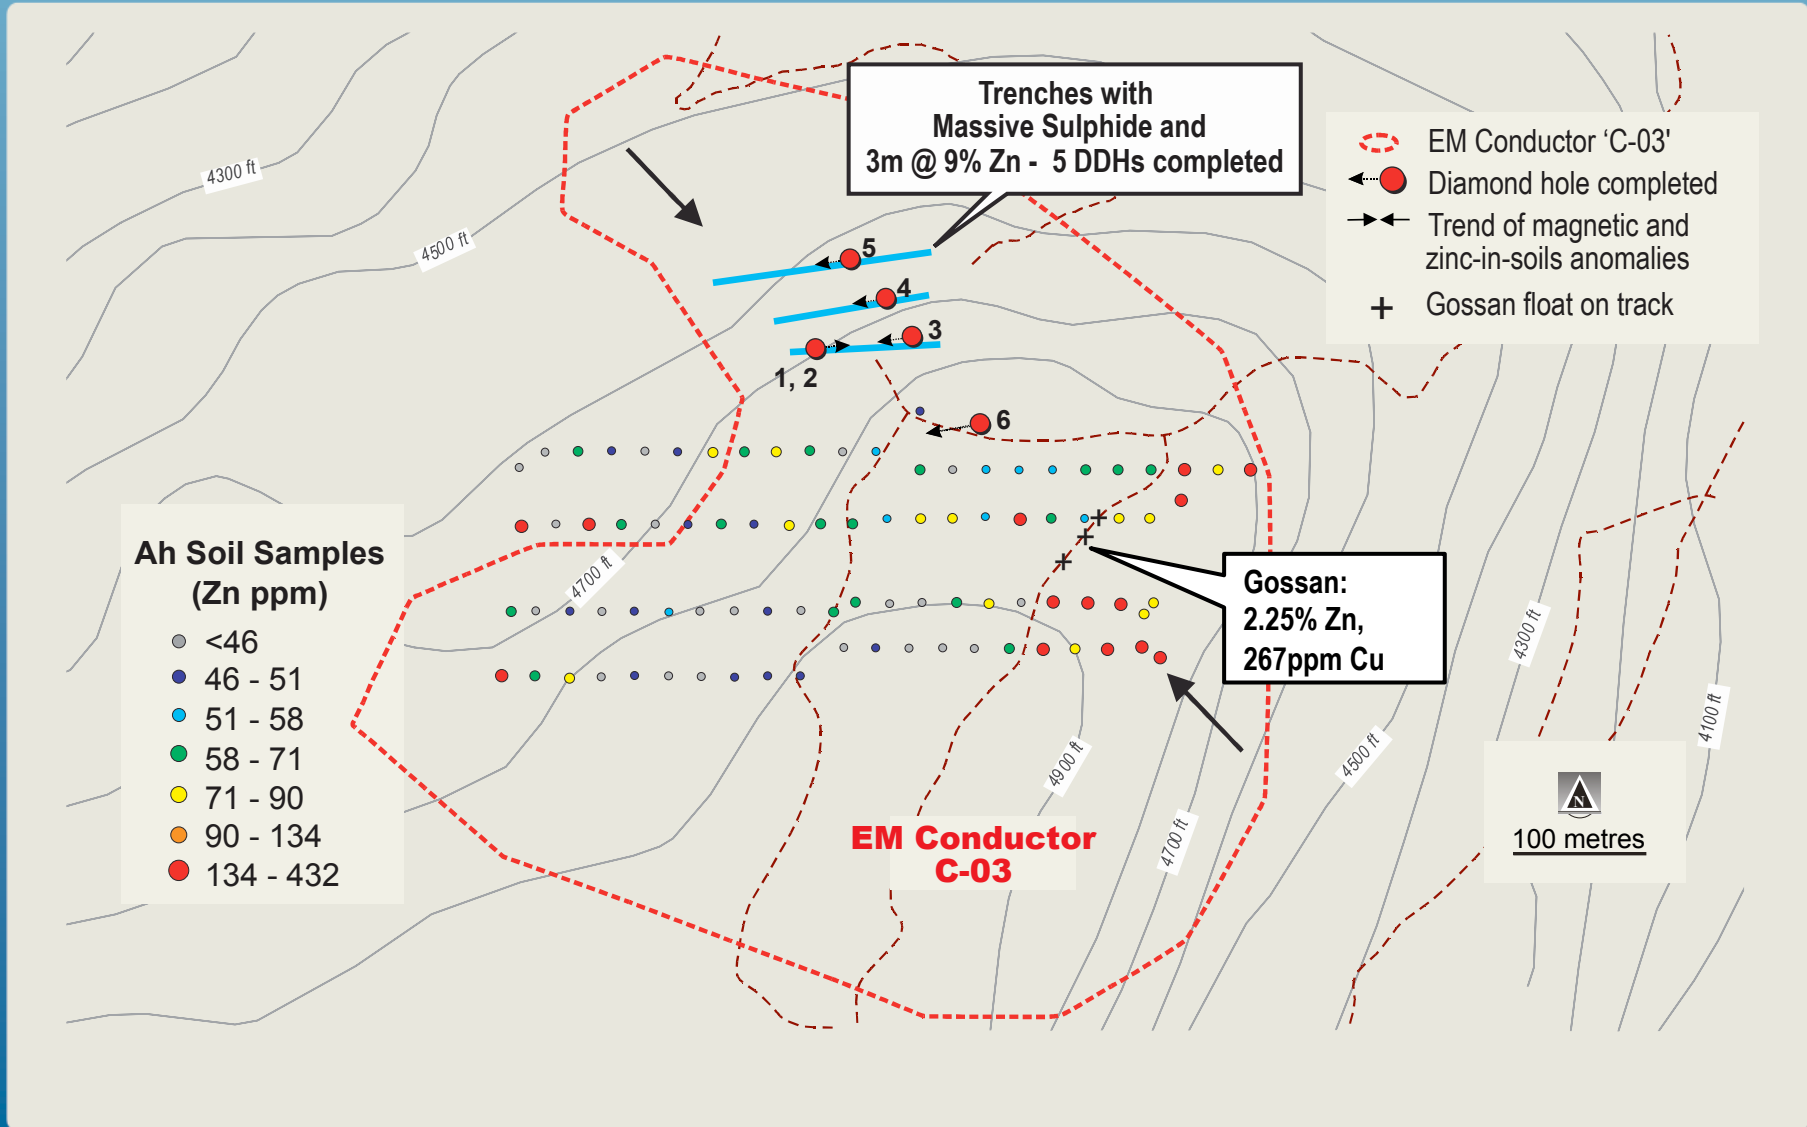 Trenches with
Massive Sulphide and
3m @ 9% Zn - 5 DDHs completed
EM Conductor ‘C-03'
Diamond hole completed
Trend of magnetic and
zinc-in-soils anomalies
Gossan float on track
4300 ft
4500 ft
5
4
3
1, 2
6
Ah Soil Samples
(Zn ppm)
<46
46 - 51
51 - 58
58 - 71
71 - 90
90 - 134
134 - 432
4700 ft
Gossan:
2.25% Zn,
267ppm Cu
4300 ft
4100 ft
4500 ft
4900 ft
4700 ft
EM Conductor
C-03
N
100 metres